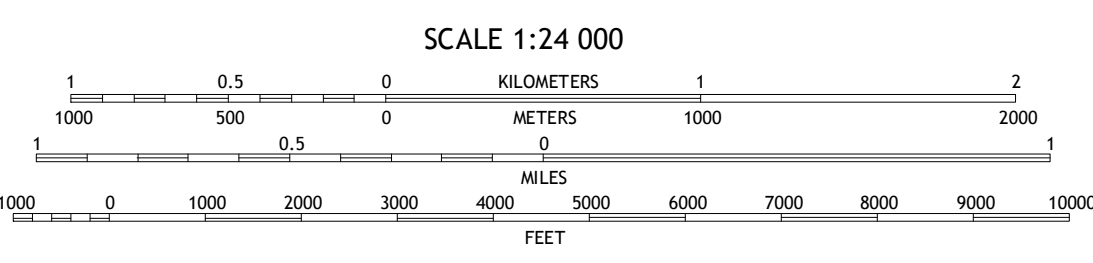 SCALE 1:24 000
1 0.5 0 KILOMETERS 1 2
1000 500 0 METERS 1000 2000
1 0.5 0 1
MILES
1000 0 1000 2000 3000 4000 5000 6000 7000 8000 9000 10000
FEET